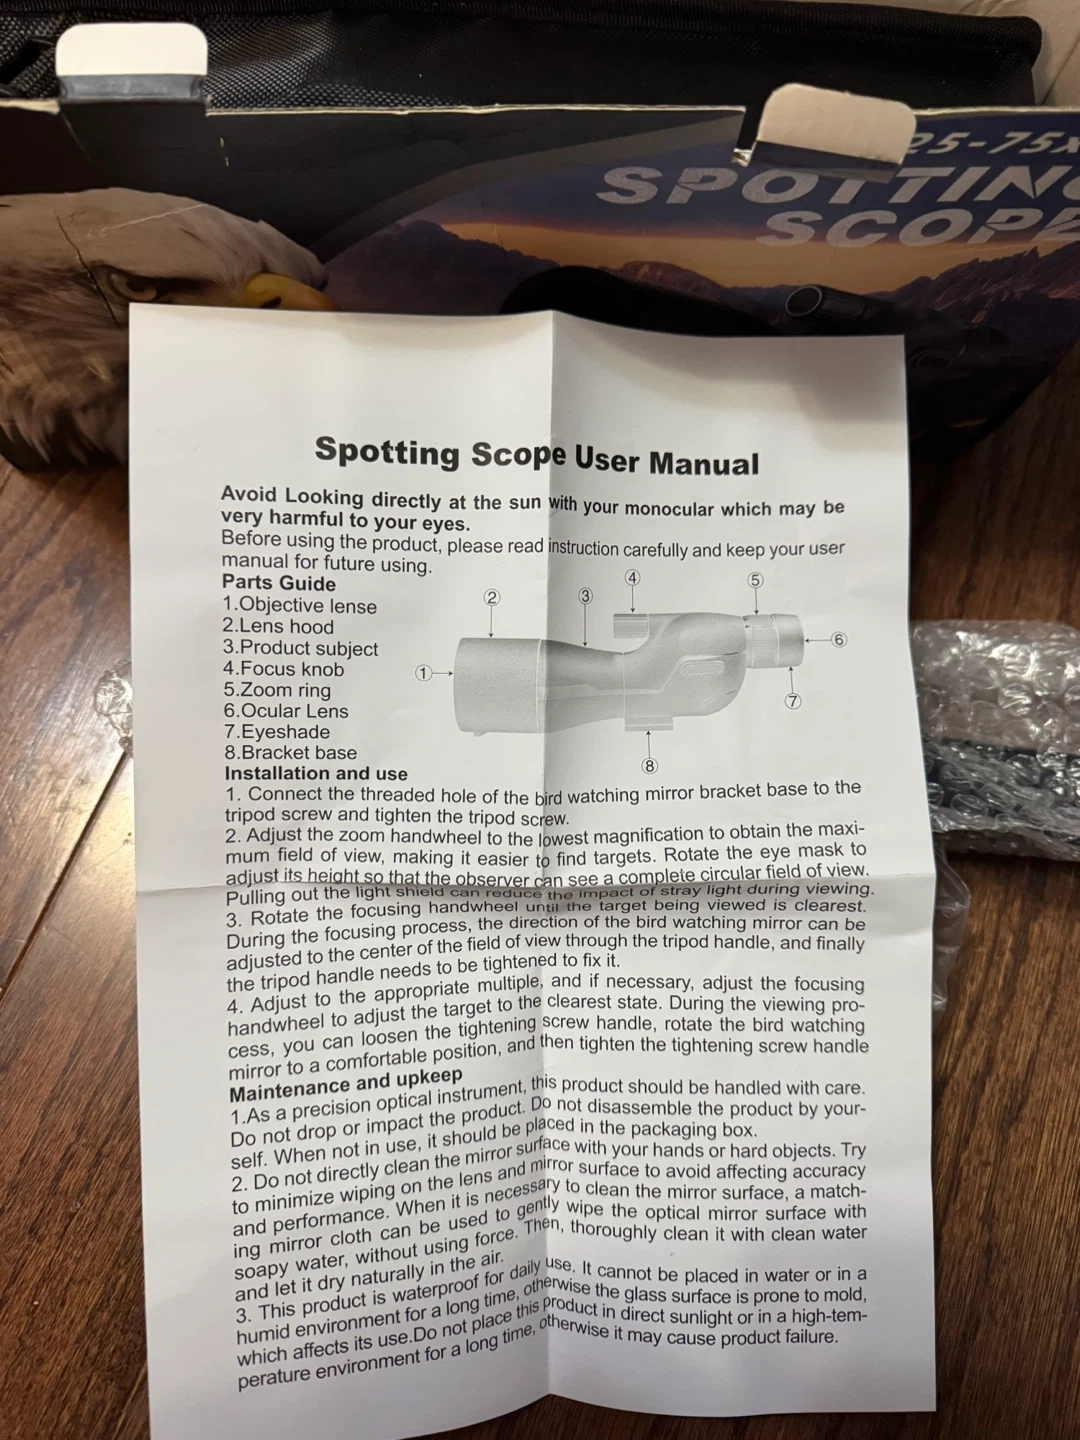 25-75x
SPOTTING
SCOPE
Spotting Scope User Manual
Avoid Looking directly at the sun with your monocular which may be
very harmful to your eyes.
Before using the product, please read instruction carefully and keep your user
manual for future using.
Parts Guide
1.Objective lense
2.Lens hood
3.Product subject
4.Focus knob
5.Zoom ring
6.Ocular Lens
7.Eyeshade
8.Bracket base
1
2
3
4
5
6
7
8
Installation and use
1. Connect the threaded hole of the bird watching mirror bracket base to the
tripod screw and tighten the tripod screw.
2. Adjust the zoom handwheel to the lowest magnification to obtain the maxi-
mum field of view, making it easier to find targets. Rotate the eye mask to
adjust its height so that the observer can see a complete circular field of view.
Pulling out the light shield can reduce the impact of stray light during viewing.
3. Rotate the focusing handwheel until the target being viewed is clearest.
During the focusing process, the direction of the bird watching mirror can be
adjusted to the center of the field of view through the tripod handle, and finally
the tripod handle needs to be tightened to fix it.
4. Adjust to the appropriate multiple, and if necessary, adjust the focusing
handwheel to adjust the target to the clearest state. During the viewing pro-
cess, you can loosen the tightening screw handle, rotate the bird watching
mirror to a comfortable position, and then tighten the tightening screw handle
Maintenance and upkeep
1.As a precision optical instrument, this product should be handled with care.
Do not drop or impact the product. Do not disassemble the product by your-
self. When not in use, it should be placed in the packaging box.
2. Do not directly clean the mirror surface with your hands or hard objects. Try
to minimize wiping on the lens and mirror surface to avoid affecting accuracy
and performance. When it is necessary to clean the mirror surface, a match-
ing mirror cloth can be used to gently wipe the optical mirror surface with
soapy water, without using force. Then, thoroughly clean it with clean water
and let it dry naturally in the air.
3. This product is waterproof for daily use. It cannot be placed in water or in a
humid environment for a long time, otherwise the glass surface is prone to mold,
which affects its use.Do not place this product in direct sunlight or in a high-tem-
perature environment for a long time, otherwise it may cause product failure.